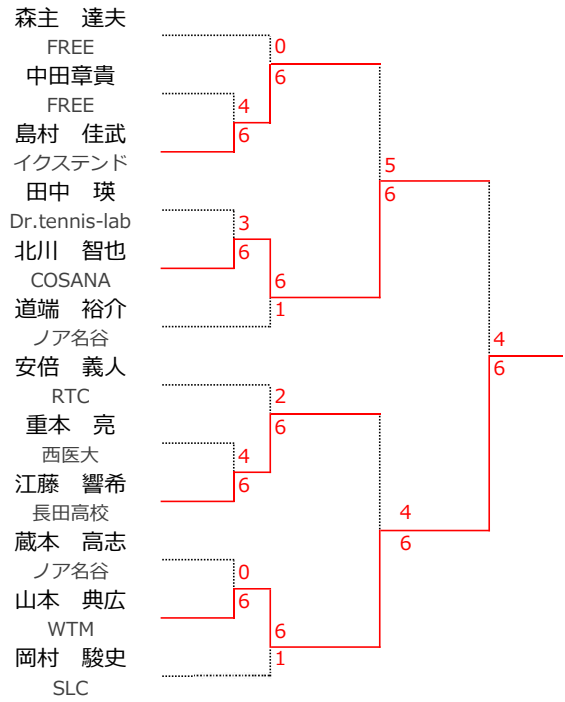 森主　達夫
FREE
0
中田章貴
6
FREE
4
島村　佳武
6
イクステンド
5
田中　瑛
6
Dr.tennis-lab
3
北川　智也
6
COSANA
6
道端　裕介
1
ノア名谷
4
安倍　義人
6
RTC
2
重本　亮
6
西医大
4
江藤　響希
6
長田高校
4
蔵本　高志
6
ノア名谷
0
山本　典広
6
WTM
6
岡村　駿史
1
SLC